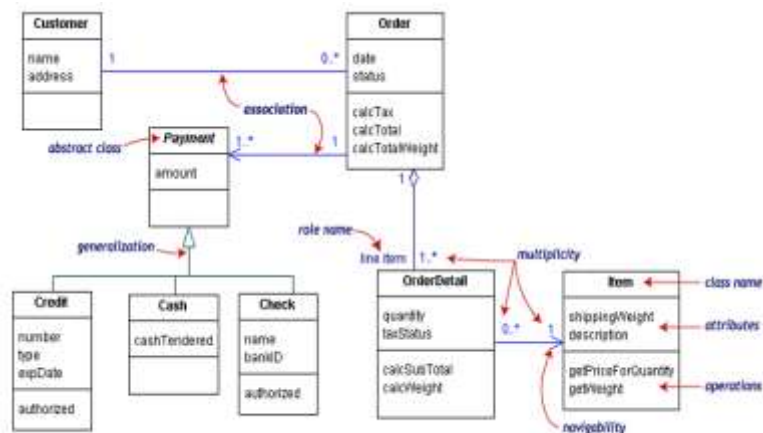 Customer
name
address
1
0..*
Order
date
status
calcTax
calcTotal
calcTotalWeight
association
abstract class
Payment
amount
1..*
1
1
generalization
role name
line item
1..*
multiplicity
Credit
number
type
expDate
authorized
Cash
cashTendered
Check
name
bankID
authorized
OrderDetail
quantity
taxStatus
calcSubTotal
calcWeight
0..*
1
Item
shippingWeight
description
getPriceForQuantity
getWeight
class name
attributes
operations
navigability